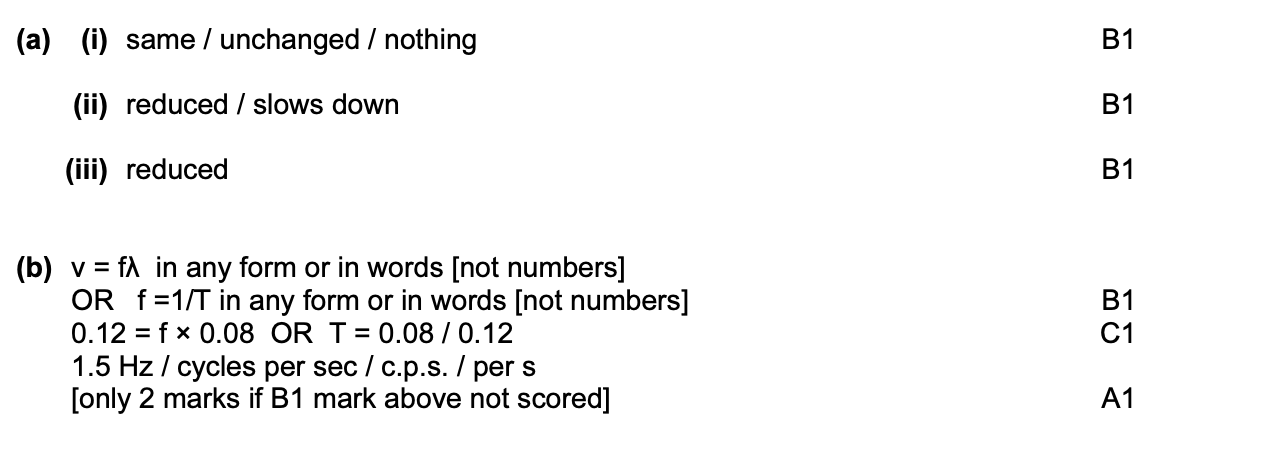 (a) (i) same / unchanged / nothing B1
(ii) reduced / slows down B1
(iii) reduced B1
(b) v = fλ in any form or in words [not numbers]
OR f =1/T in any form or in words [not numbers] B1
0.12 = f × 0.08 OR T = 0.08 / 0.12 C1
1.5 Hz / cycles per sec / c.p.s. / per s
[only 2 marks if B1 mark above not scored] A1